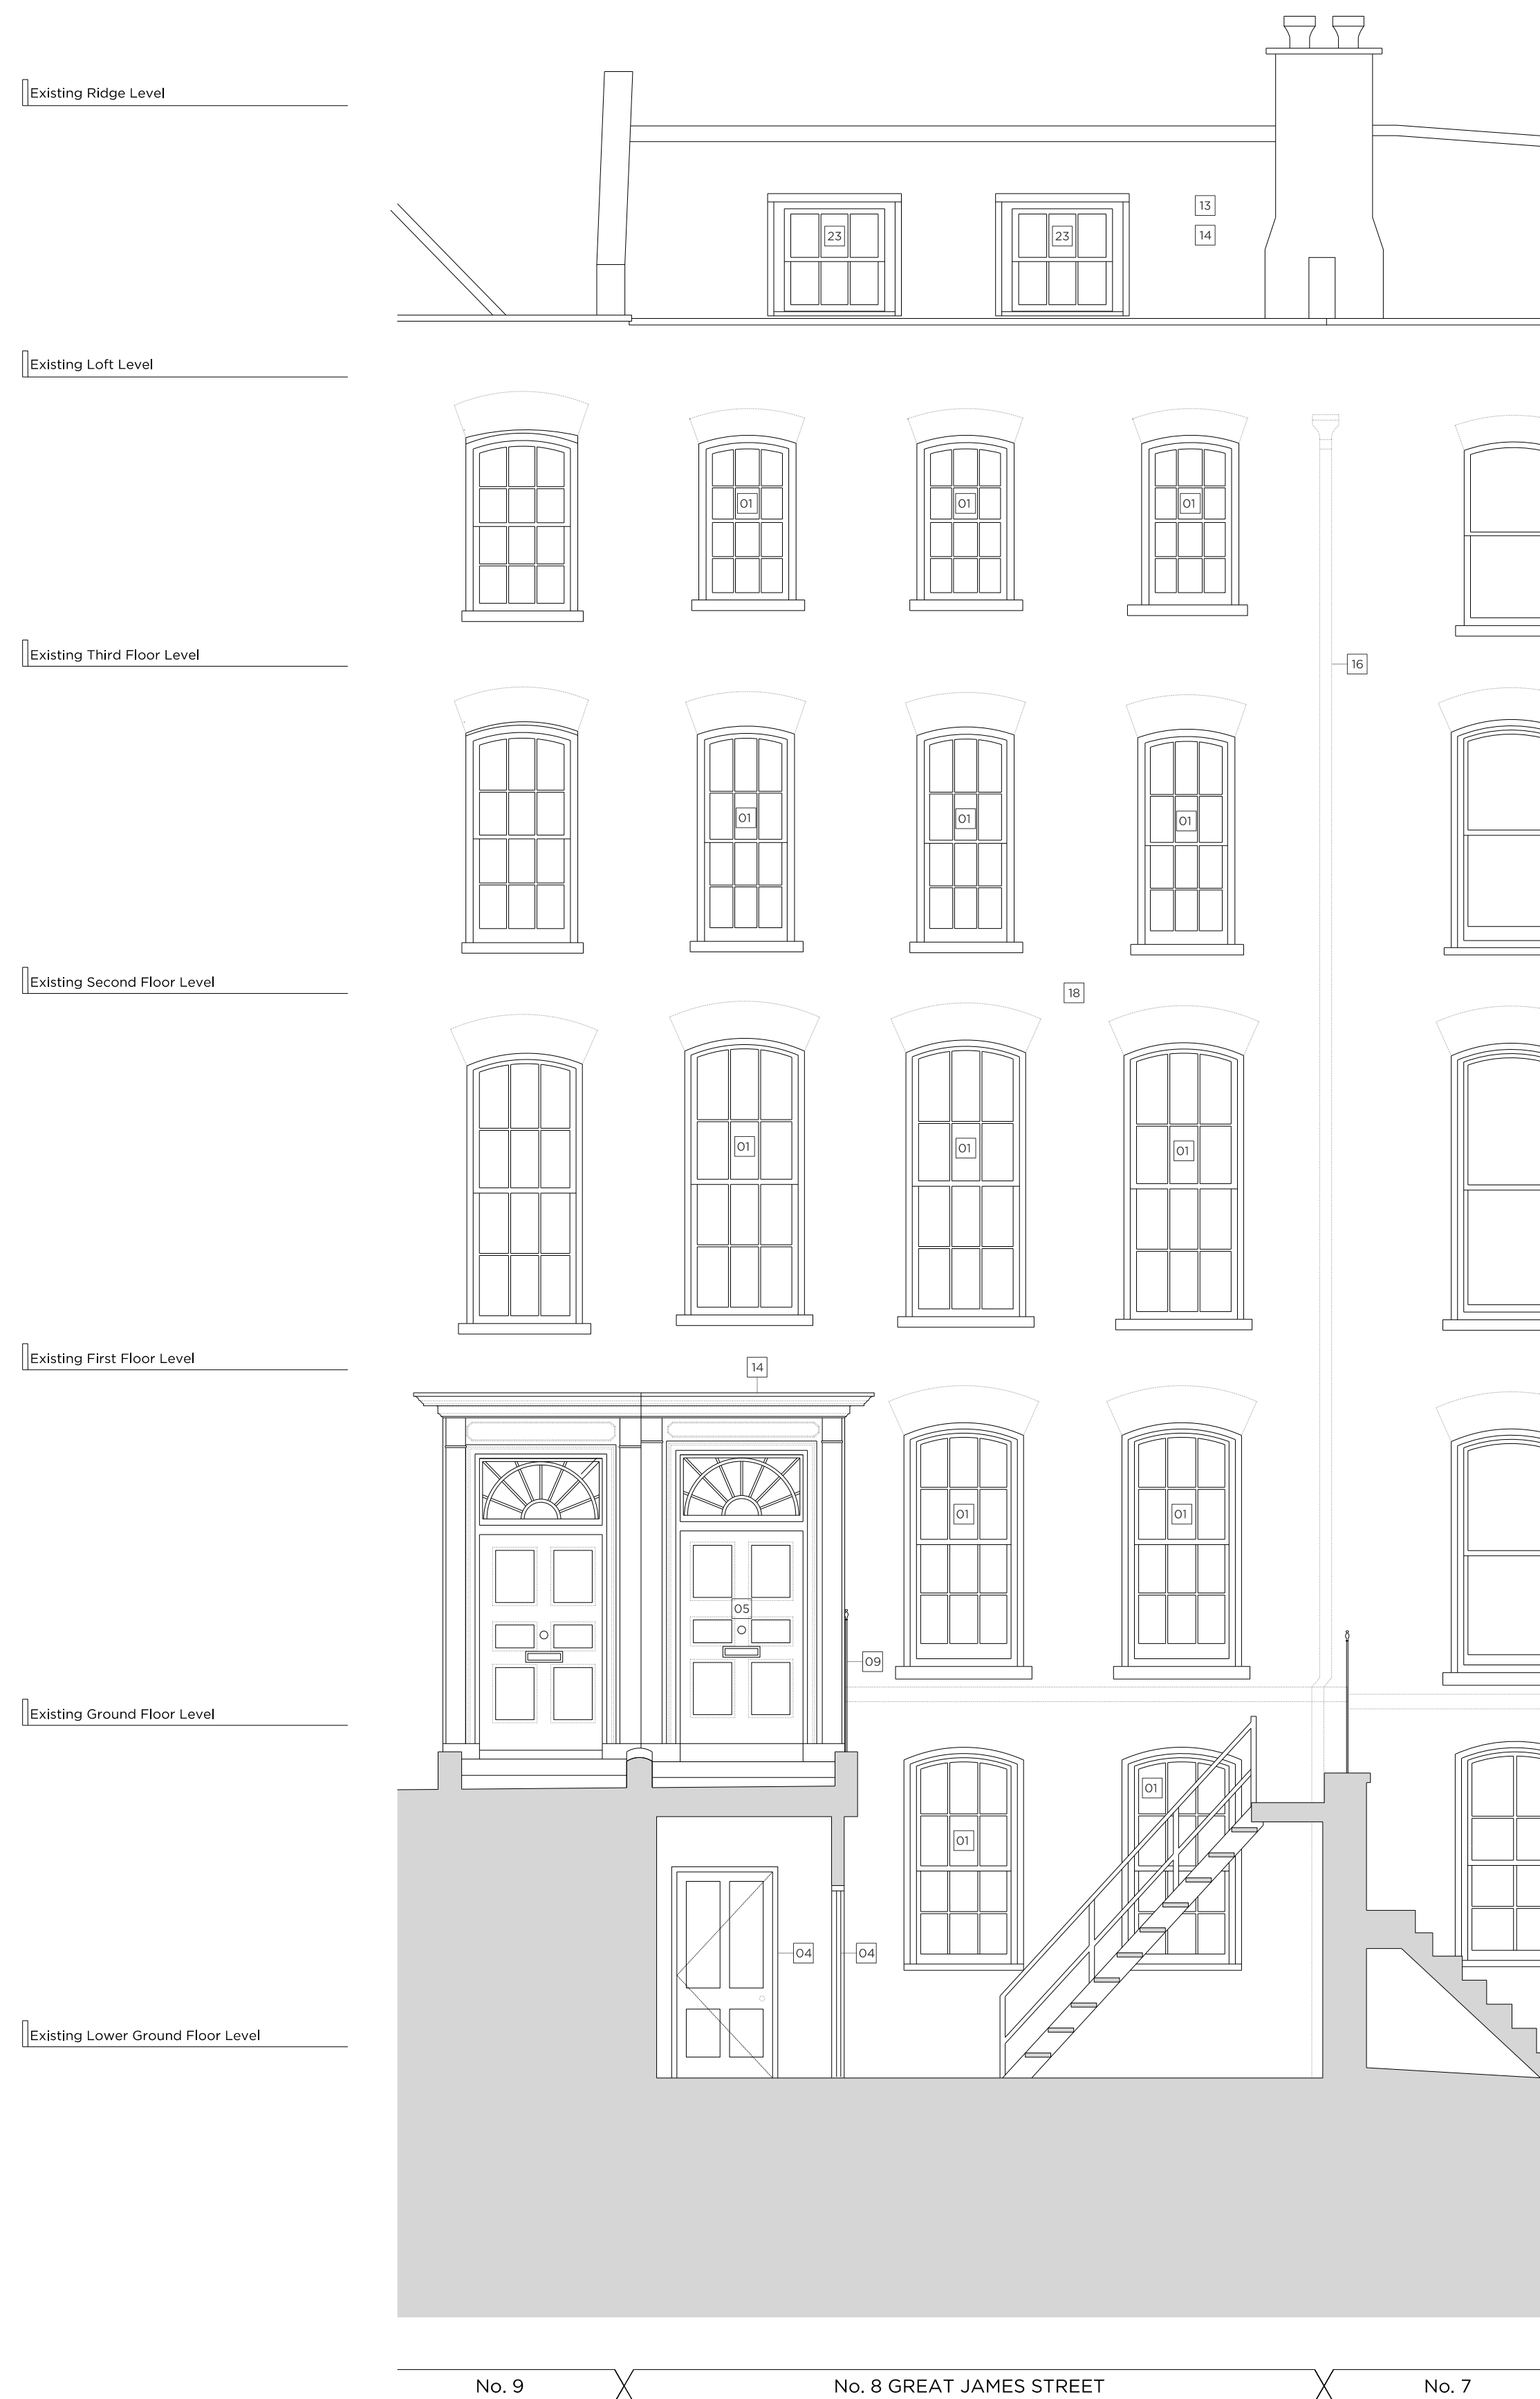 Existing Ridge Level
13
23
23
14
Existing Loft Level
01
01
01
Existing Third Floor Level
16
01
01
01
Existing Second Floor Level
18
01
01
01
Existing First Floor Level
14
01
01
05
09
Existing Ground Floor Level
01
01
04
04
Existing Lower Ground Floor Level
No. 9
No. 8 GREAT JAMES STREET
No. 7